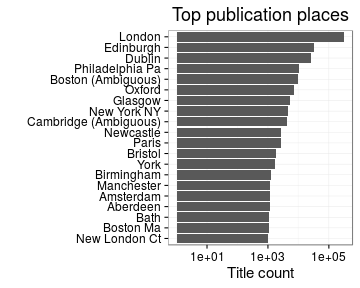 Top publication places
London
Edinburgh
Dublin
Philadelphia Pa
Boston (Ambiguous)
Oxford
Glasgow
New York NY
Cambridge (Ambiguous)
Newcastle
Paris
Bristol
York
Birmingham
Manchester
Amsterdam
Aberdeen
Bath
Boston Ma
New London Ct
1e+01 1e+03 1e+05
Title count